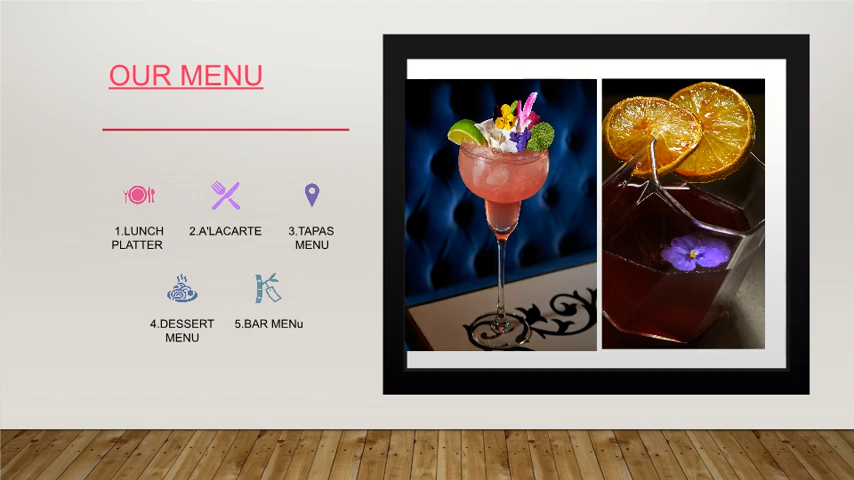 OUR MENU
1.LUNCH
PLATTER
2.A'LACARTE
3.TAPAS
MENU
4.DESSERT
MENU
5.BAR MENu